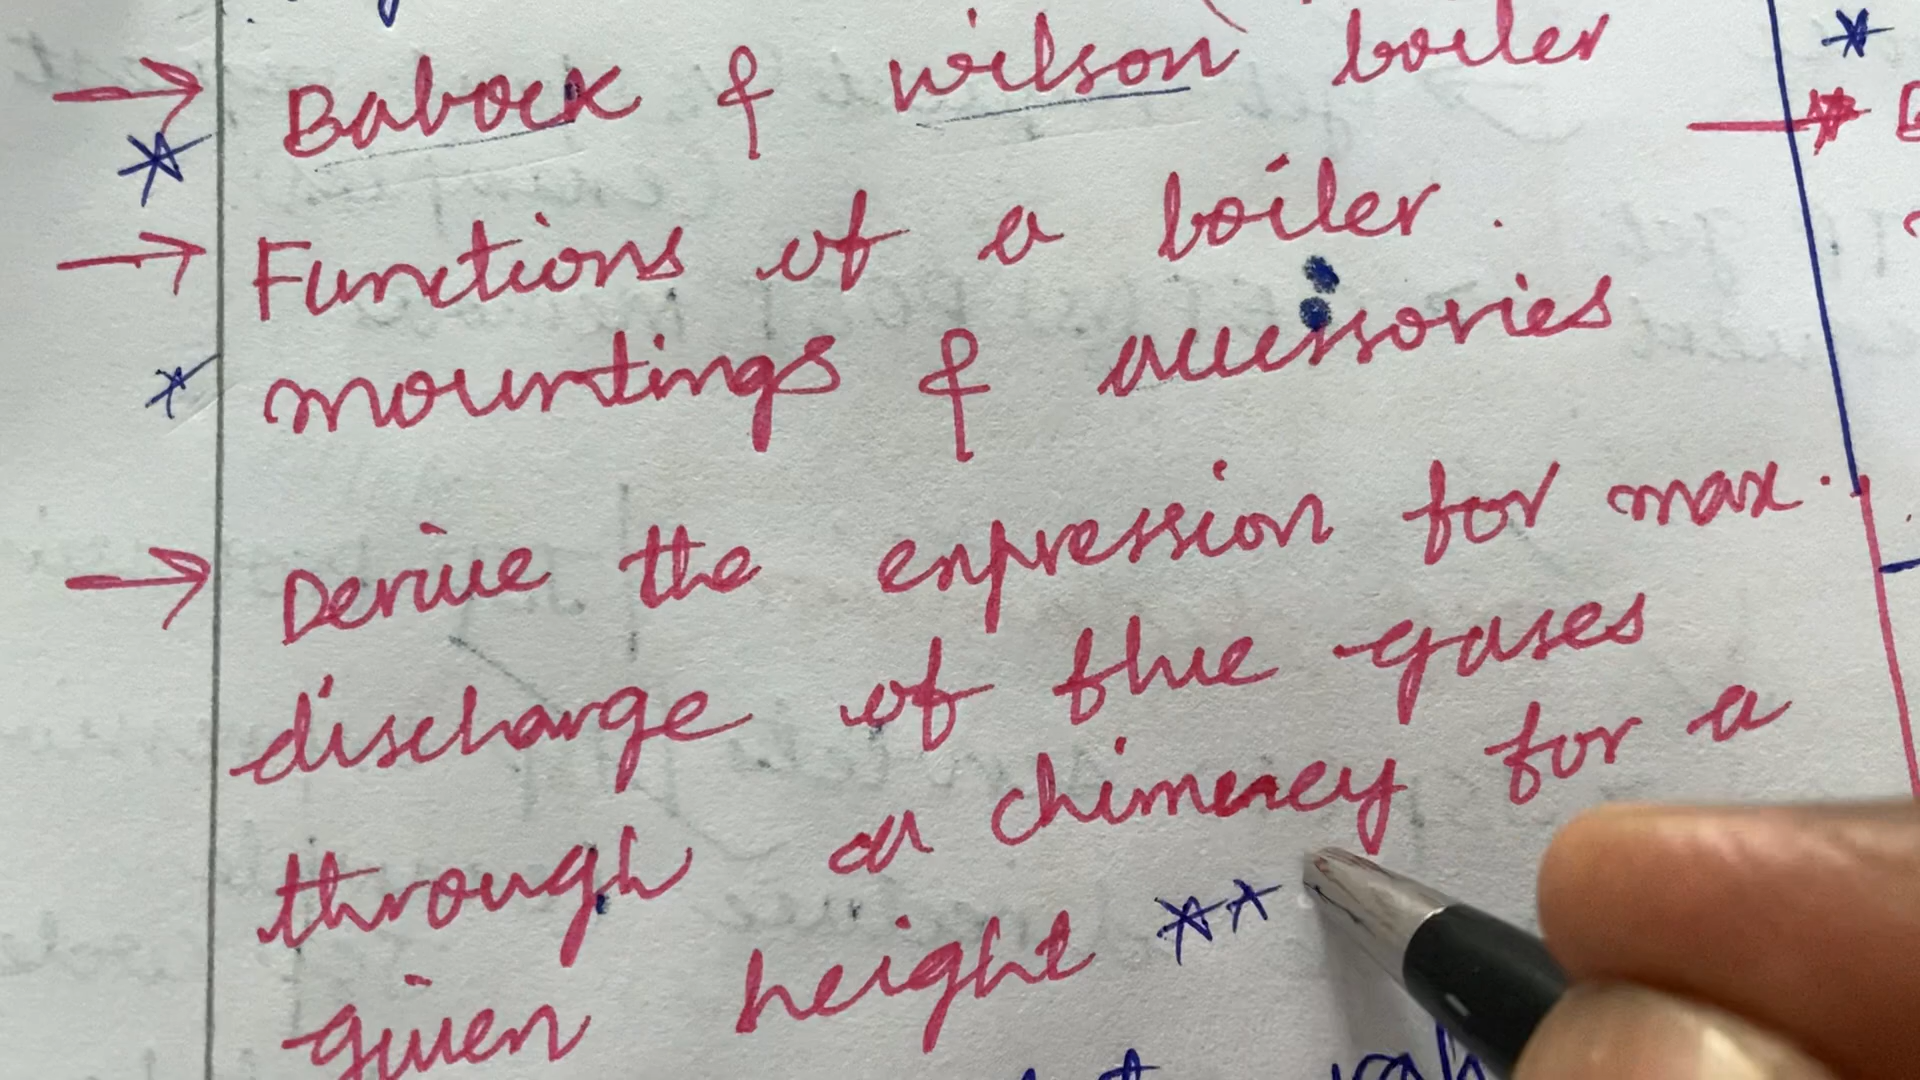 → Babock & wilson boiler
→ Functions of a boiler.
mountings & accessories
→ Derive the expression for max.
discharge of flue gases
through a chimney for a
given height **